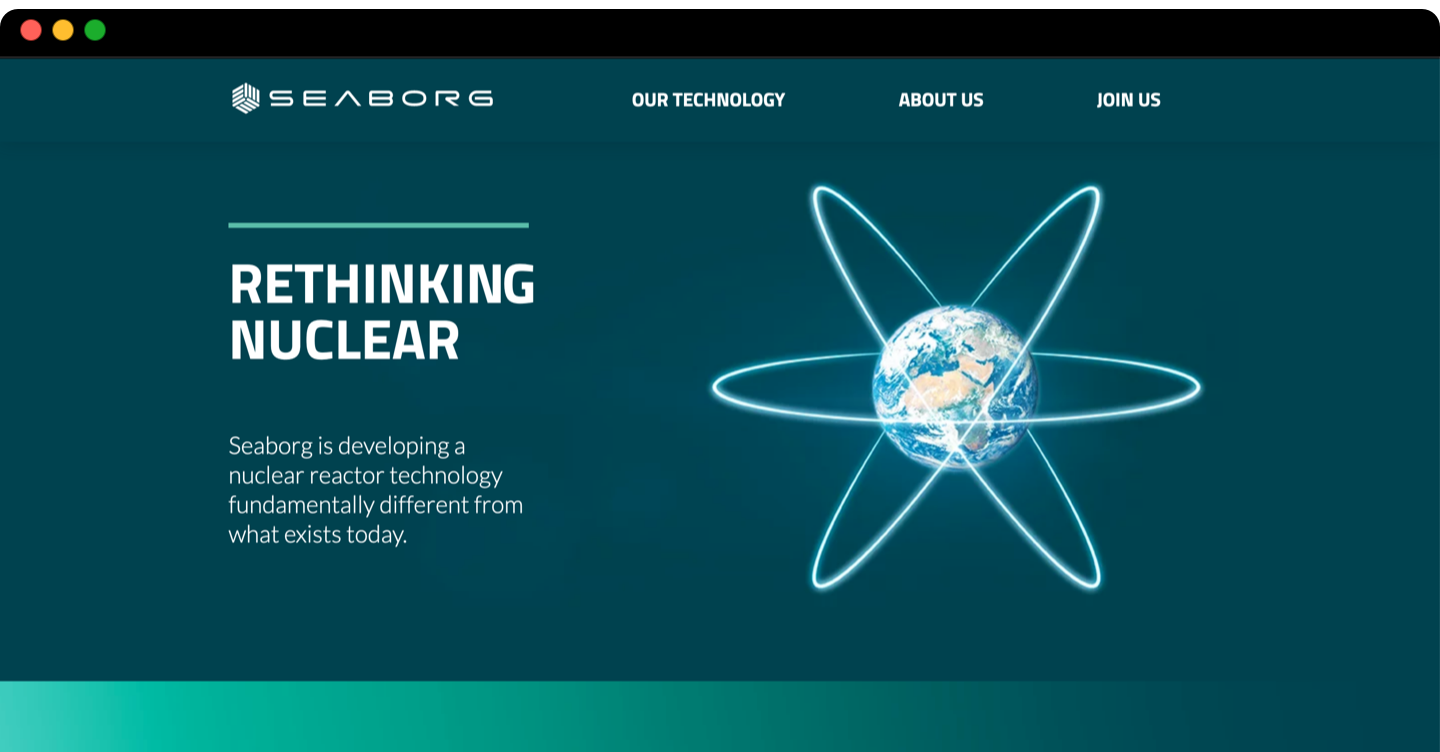 SEABORG
OUR TECHNOLOGY
ABOUT US
JOIN US
RETHINKING
NUCLEAR
Seaborg is developing a
nuclear reactor technology
fundamentally different from
what exists today.